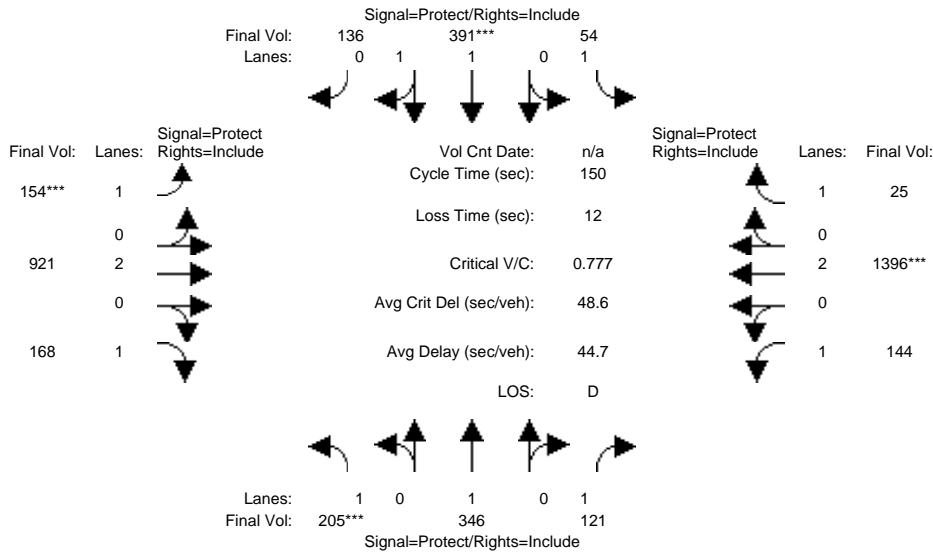 Signal=Protect/Rights=Include
Final Vol: 136 391*** 54
Lanes: 0 1 1 0 1
Signal=Protect
Final Vol: Lanes: Rights=Include
154*** 1
0
921 2
0
168 1
Vol Cnt Date: n/a
Cycle Time (sec): 150
Loss Time (sec): 12
Critical V/C: 0.777
Avg Crit Del (sec/veh): 48.6
Avg Delay (sec/veh): 44.7
LOS: D
Signal=Protect
Rights=Include Lanes: Final Vol:
1 25
0
2 1396***
0
1 144
Lanes: 1 0 1 0 1
Final Vol: 205*** 346 121
Signal=Protect/Rights=Include